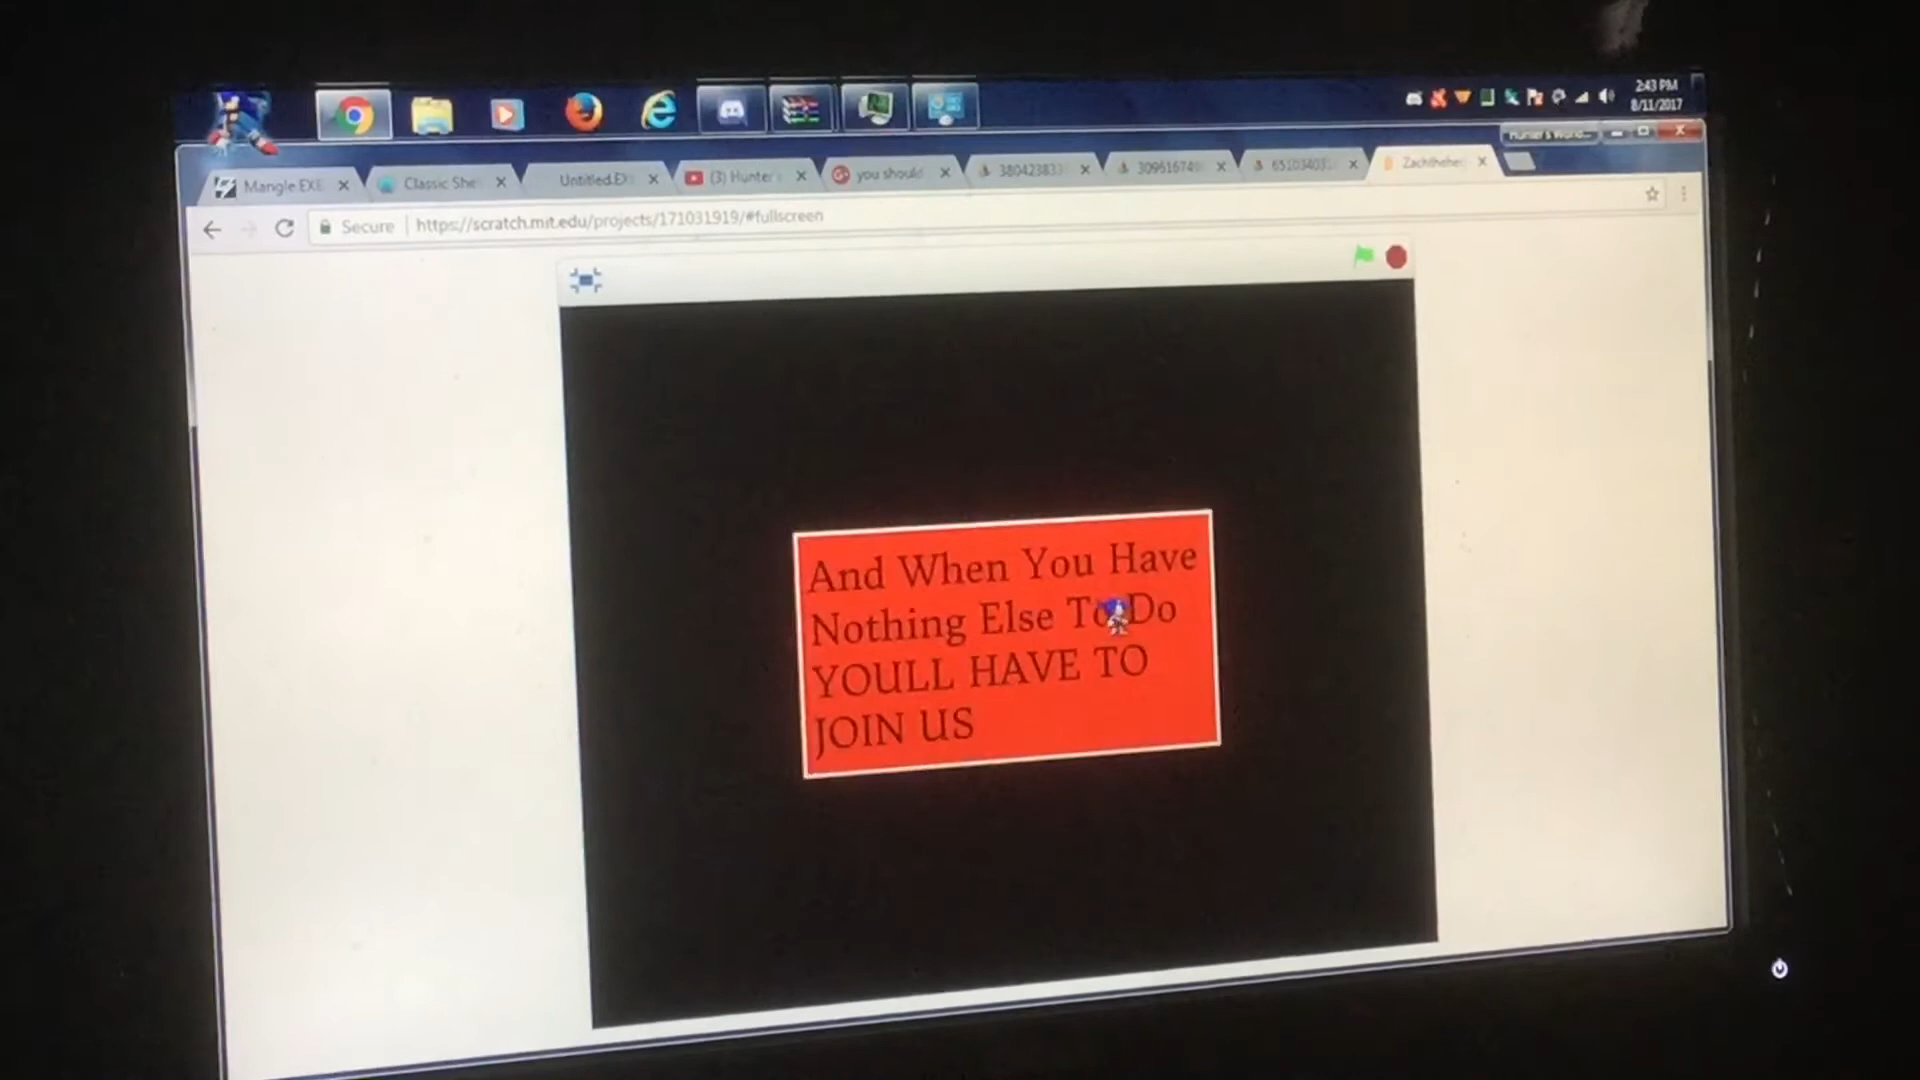 2:43 PM
8/11/2017
Mangle EXE
Classic She
Untitled.EX
(3) Hunter's
you should
Zachthehe
Secure https://scratch.mit.edu/projects/171031919/#fullscreen
And When You Have
Nothing Else To Do
YOULL HAVE TO
JOIN US